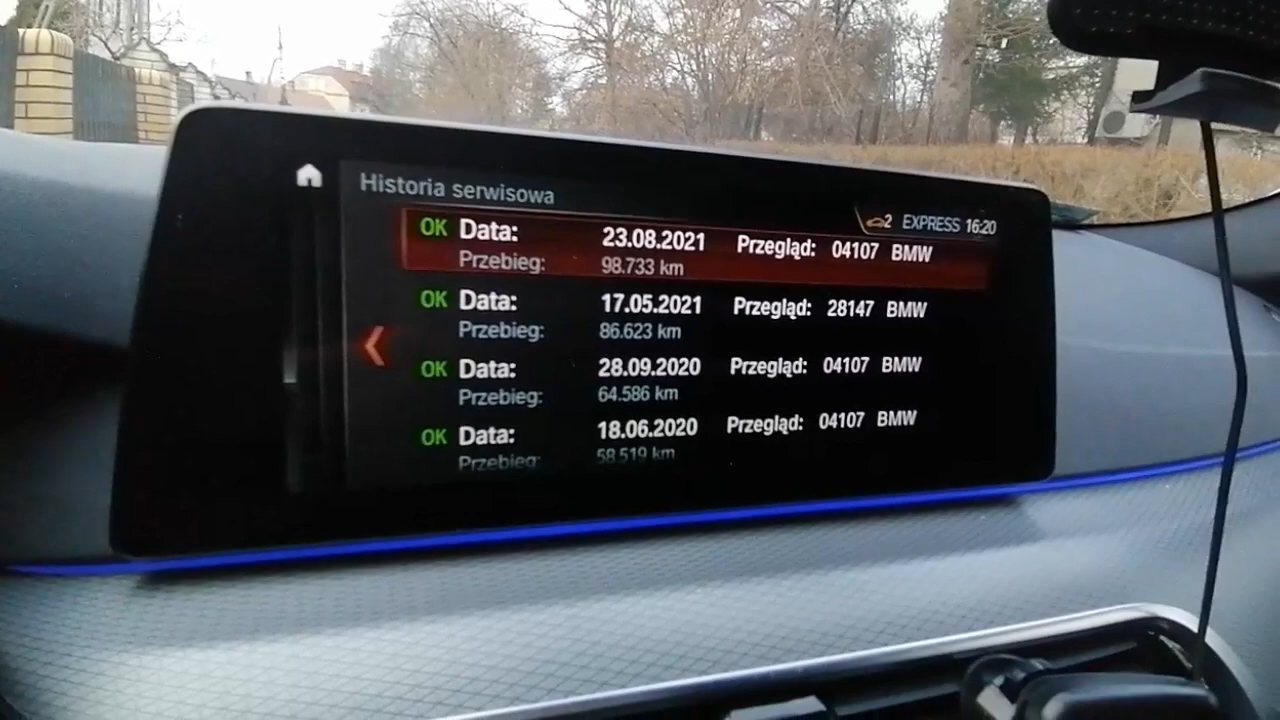 Historia serwisowa
2 EXPRESS 16:20
OK Data: 23.08.2021 Przegląd: 04107 BMW
Przebieg: 98.733 km
OK Data: 17.05.2021 Przegląd: 28147 BMW
Przebieg: 86.623 km
OK Data: 28.09.2020 Przegląd: 04107 BMW
Przebieg: 64.586 km
OK Data: 18.06.2020 Przegląd: 04107 BMW
Przebieg: 58.519 km